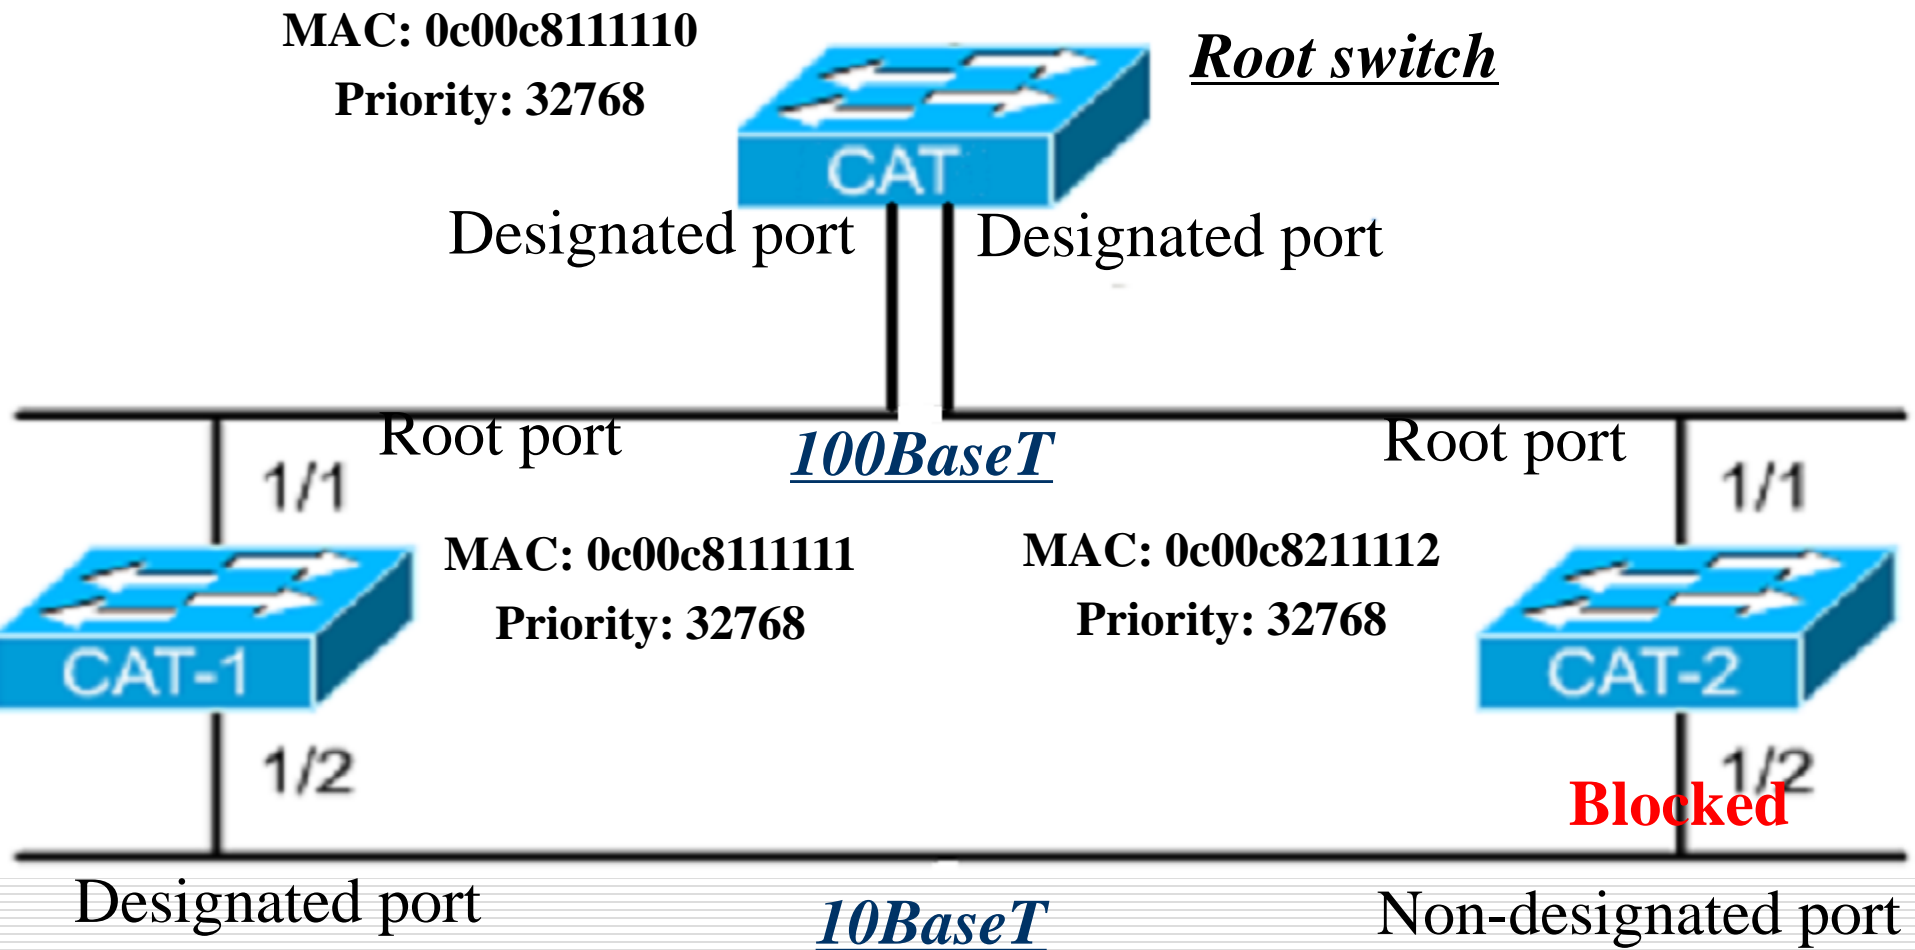 MAC: 0c00c8111110
Priority: 32768
Root switch
CAT
Designated port
Designated port
Root port
100BaseT
Root port
1/1
1/1
MAC: 0c00c8111111
Priority: 32768
MAC: 0c00c8211112
Priority: 32768
CAT-1
CAT-2
1/2
1/2
Blocked
Designated port
10BaseT
Non-designated port